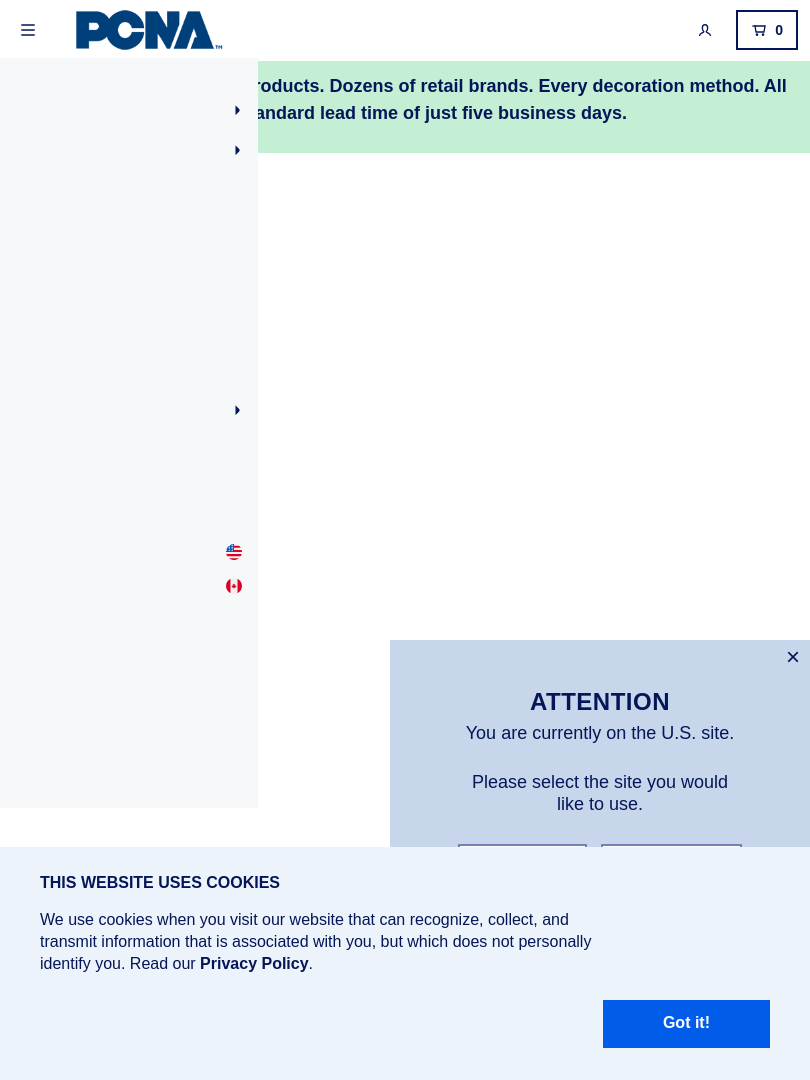 PCNA™
0
roducts. Dozens of retail brands. Every decoration method. All
andard lead time of just five business days.
×
ATTENTION
You are currently on the U.S. site.
Please select the site you would
like to use.
THIS WEBSITE USES COOKIES
We use cookies when you visit our website that can recognize, collect, and
transmit information that is associated with you, but which does not personally
identify you. Read our Privacy Policy.
Got it!